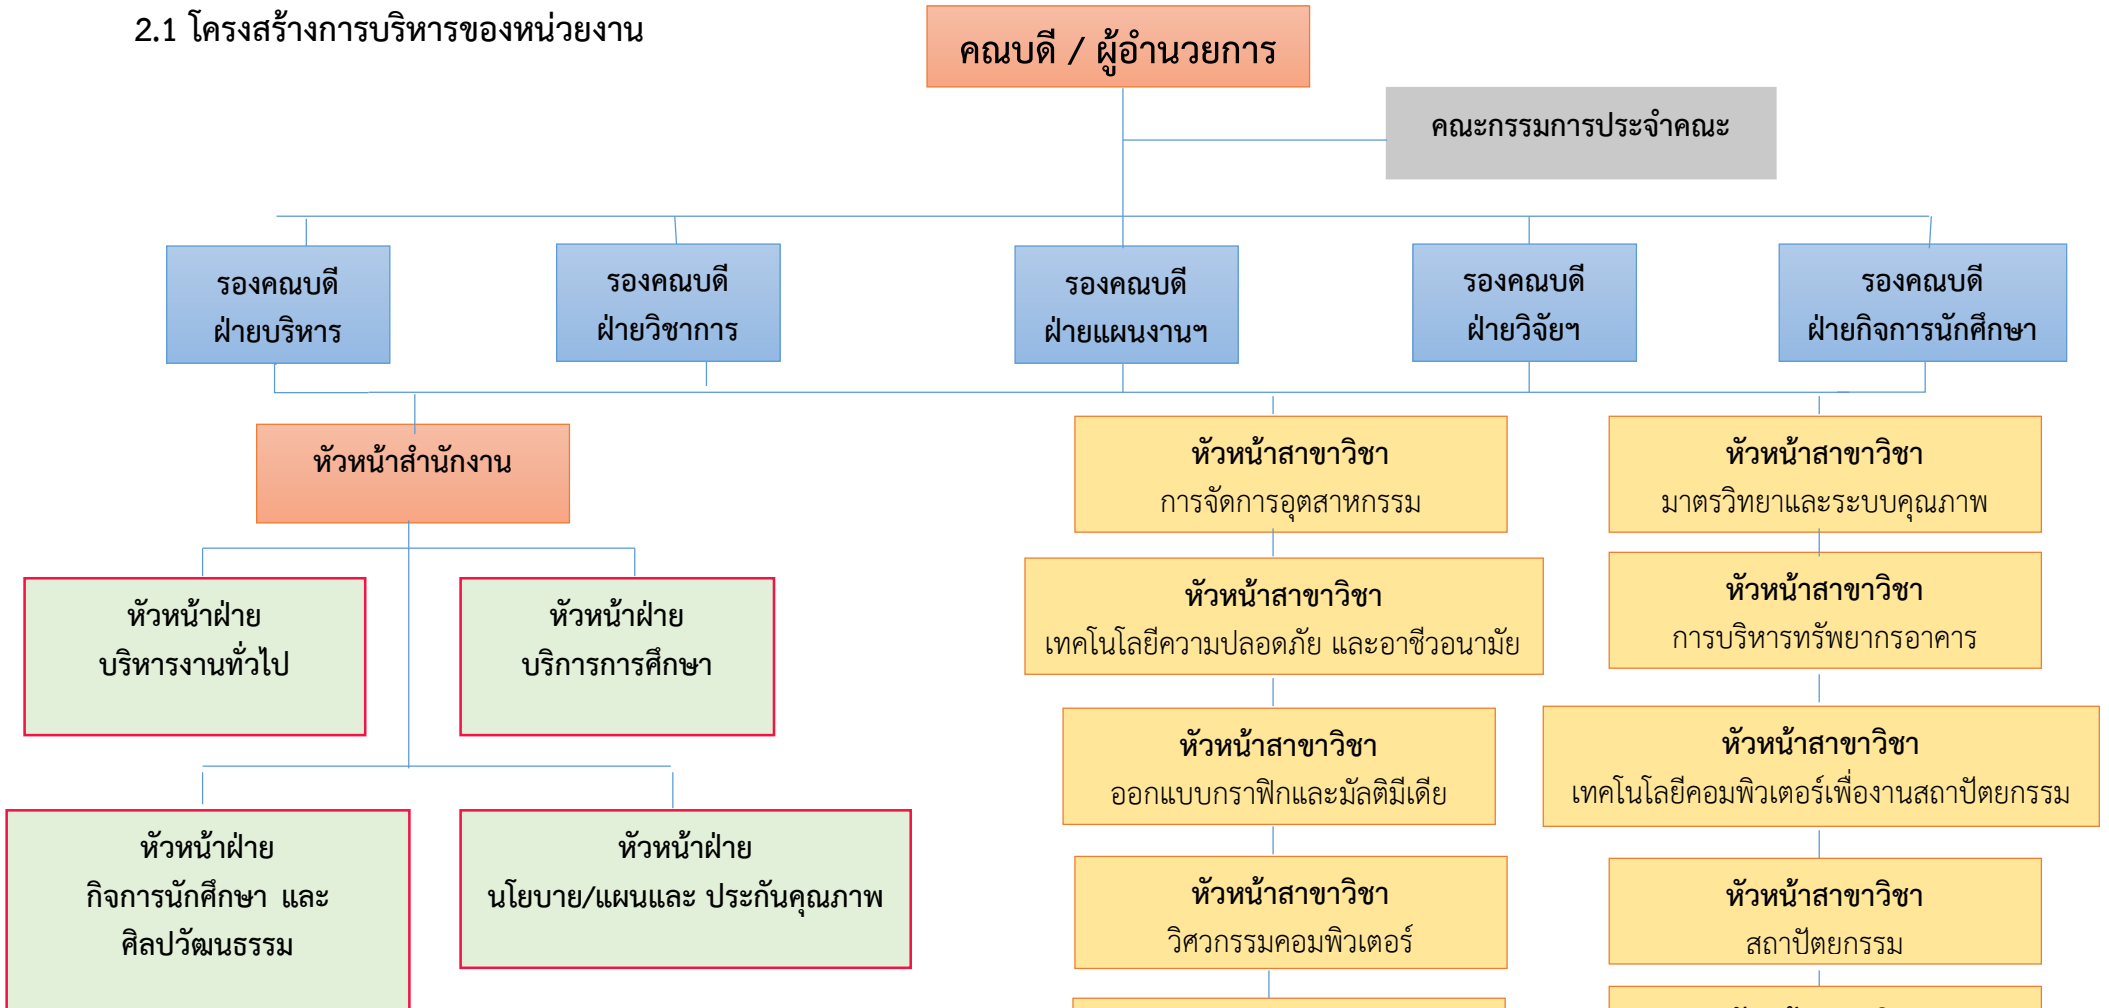 2.1 โครงสร้างการบริหารของหน่วยงาน
คณบดี / ผู้อำนวยการ
คณะกรรมการประจำคณะ
รองคณบดี
ฝ่ายบริหาร
รองคณบดี
ฝ่ายวิชาการ
รองคณบดี
ฝ่ายแผนงานฯ
รองคณบดี
ฝ่ายวิจัยฯ
รองคณบดี
ฝ่ายกิจการนักศึกษา
หัวหน้าสำนักงาน
หัวหน้าฝ่าย
บริหารงานทั่วไป
หัวหน้าฝ่าย
บริการการศึกษา
หัวหน้าฝ่าย
กิจการนักศึกษา และ
ศิลปวัฒนธรรม
หัวหน้าฝ่าย
นโยบาย/แผนและ ประกันคุณภาพ
หัวหน้าสาขาวิชา
การจัดการอุตสาหกรรม
หัวหน้าสาขาวิชา
เทคโนโลยีความปลอดภัย และอาชีวอนามัย
หัวหน้าสาขาวิชา
ออกแบบกราฟิกและมัลติมีเดีย
หัวหน้าสาขาวิชา
วิศวกรรมคอมพิวเตอร์
หัวหน้าสาขาวิชา
มาตรวิทยาและระบบคุณภาพ
หัวหน้าสาขาวิชา
การบริหารทรัพยากรอาคาร
หัวหน้าสาขาวิชา
เทคโนโลยีคอมพิวเตอร์เพื่องานสถาปัตยกรรม
หัวหน้าสาขาวิชา
สถาปัตยกรรม